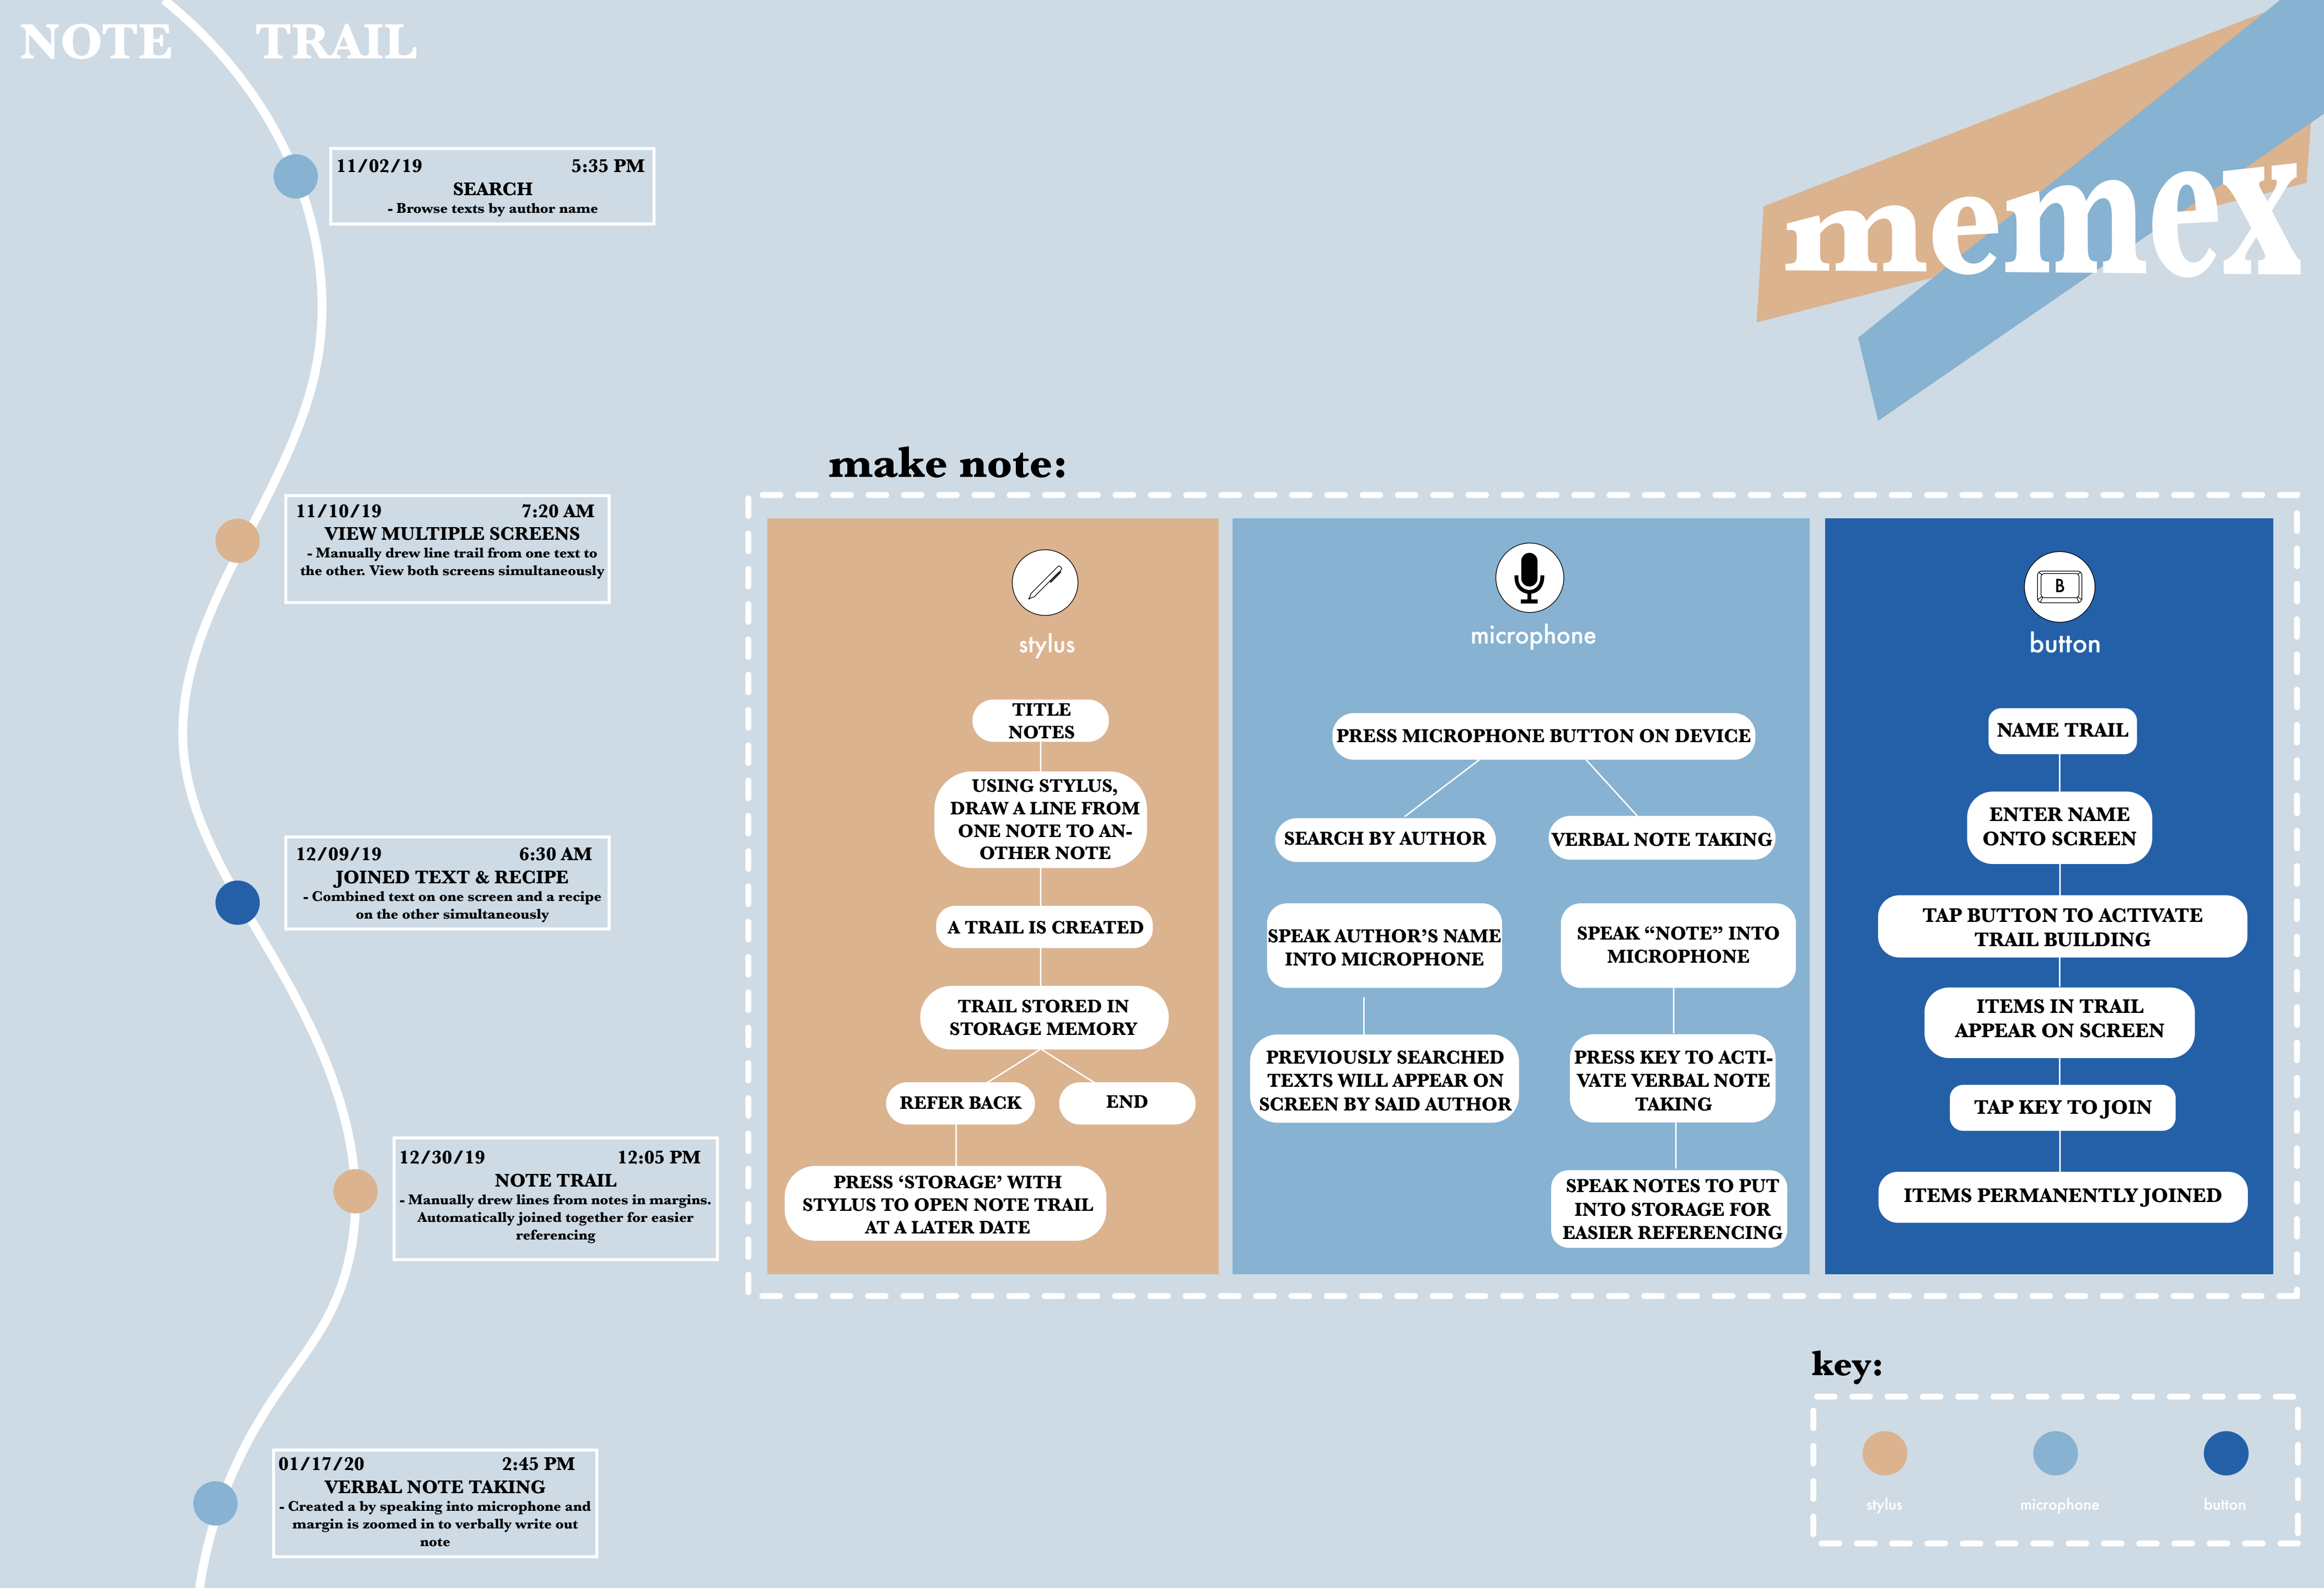 NOTE TRAIL
11/02/19 5:35 PM
SEARCH
- Browse texts by author name
11/10/19 7:20 AM
VIEW MULTIPLE SCREENS
- Manually drew line trail from one text to
the other. View both screens simultaneously
12/09/19 6:30 AM
JOINED TEXT & RECIPE
- Combined text on one screen and a recipe
on the other simultaneously
12/30/19 12:05 PM
NOTE TRAIL
- Manually drew lines from notes in margins.
Automatically joined together for easier
referencing
01/17/20 2:45 PM
VERBAL NOTE TAKING
- Created a by speaking into microphone and
margin is zoomed in to verbally write out
note
memex
make note:
stylus
TITLE
NOTES
USING STYLUS,
DRAW A LINE FROM
ONE NOTE TO AN-
OTHER NOTE
A TRAIL IS CREATED
TRAIL STORED IN
STORAGE MEMORY
REFER BACK
END
PRESS ‘STORAGE’ WITH
STYLUS TO OPEN NOTE TRAIL
AT A LATER DATE
microphone
PRESS MICROPHONE BUTTON ON DEVICE
SEARCH BY AUTHOR
SPEAK AUTHOR’S NAME
INTO MICROPHONE
PREVIOUSLY SEARCHED
TEXTS WILL APPEAR ON
SCREEN BY SAID AUTHOR
VERBAL NOTE TAKING
SPEAK “NOTE” INTO
MICROPHONE
PRESS KEY TO ACTI-
VATE VERBAL NOTE
TAKING
SPEAK NOTES TO PUT
INTO STORAGE FOR
EASIER REFERENCING
B
button
NAME TRAIL
ENTER NAME
ONTO SCREEN
TAP BUTTON TO ACTIVATE
TRAIL BUILDING
ITEMS IN TRAIL
APPEAR ON SCREEN
TAP KEY TO JOIN
ITEMS PERMANENTLY JOINED
key:
stylus
microphone
button